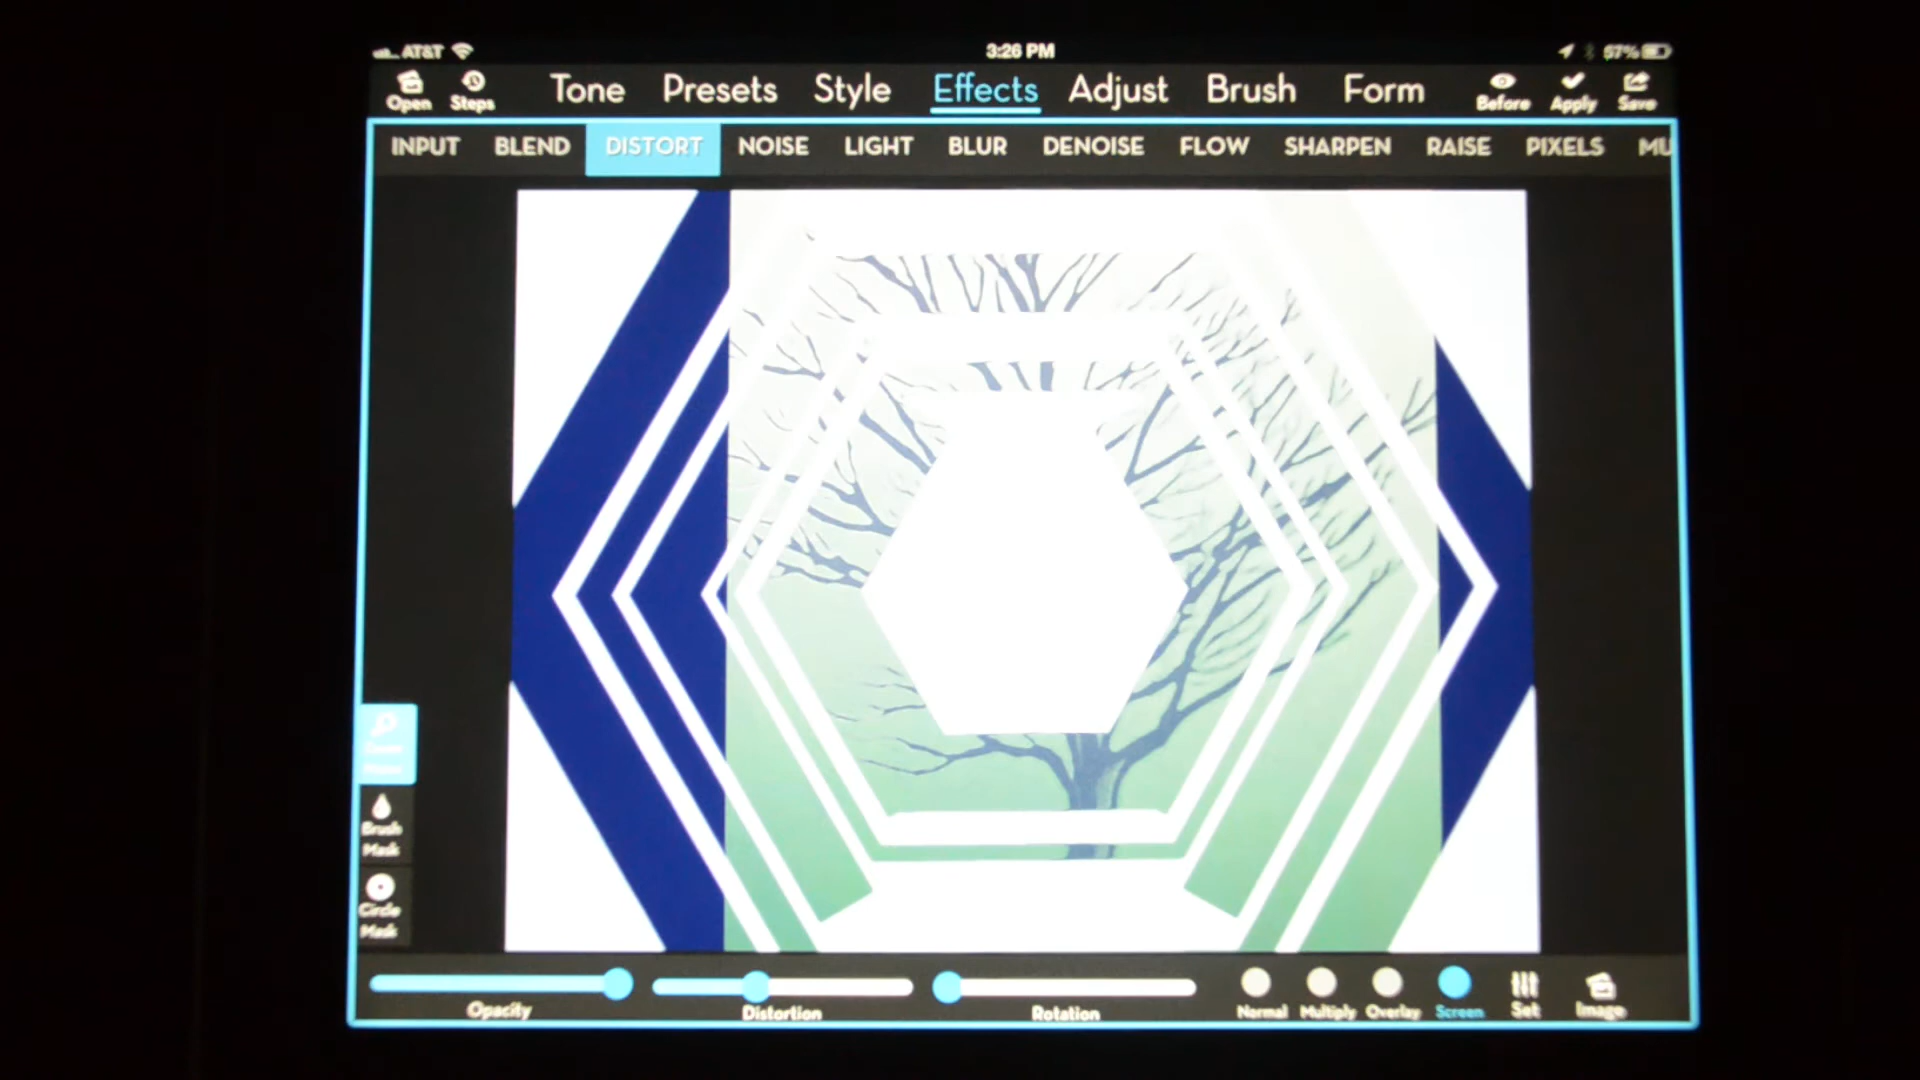 AT&T 3:26 PM 57%
Open Steps Tone Presets Style Effects Adjust Brush Form Before Apply Save
INPUT BLEND DISTORT NOISE LIGHT BLUR DENOISE FLOW SHARPEN RAISE PIXELS MU
Brush
Mask
Circle
Mask
Opacity Distortion Rotation Normal Multiply Overlay Screen Set Image